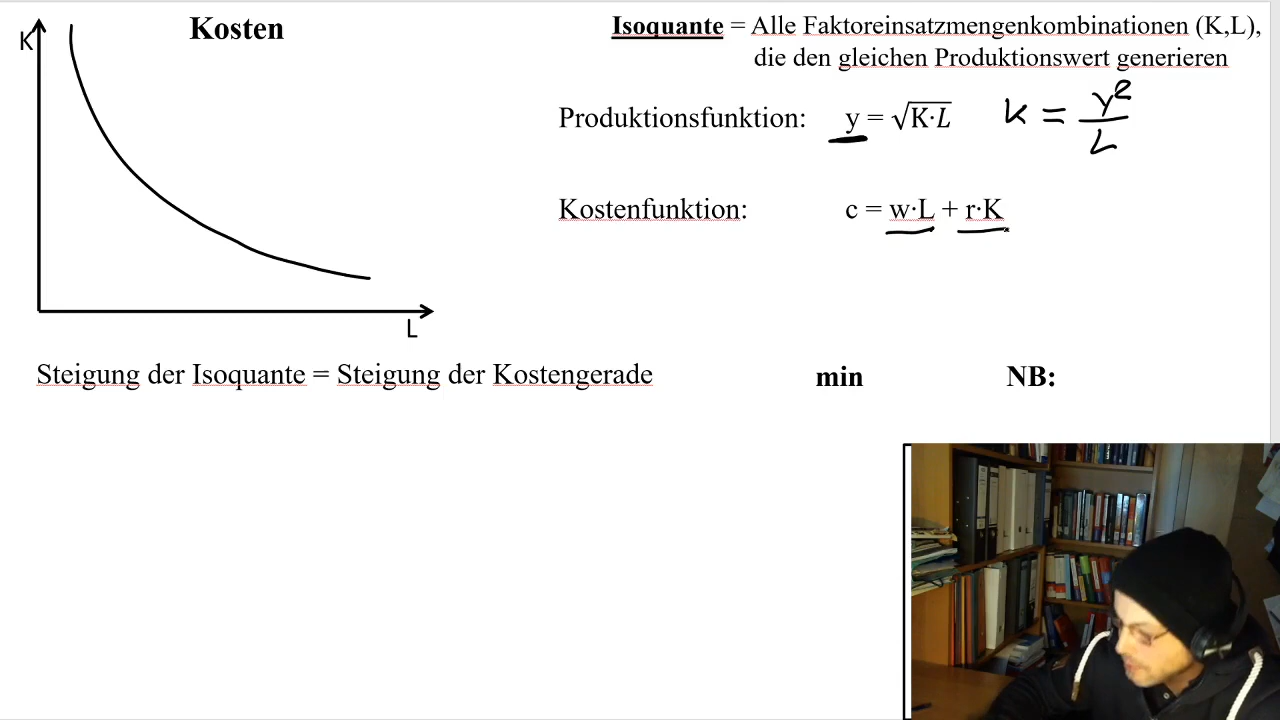 K
Kosten
Isoquante = Alle Faktoreinsatzmengenkombinationen (K,L),
die den gleichen Produktionswert generieren
Produktionsfunktion: y = √K·L K = y²/L
Kostenfunktion: c = w·L + r·K
L
Steigung der Isoquante = Steigung der Kostengerade
min NB: